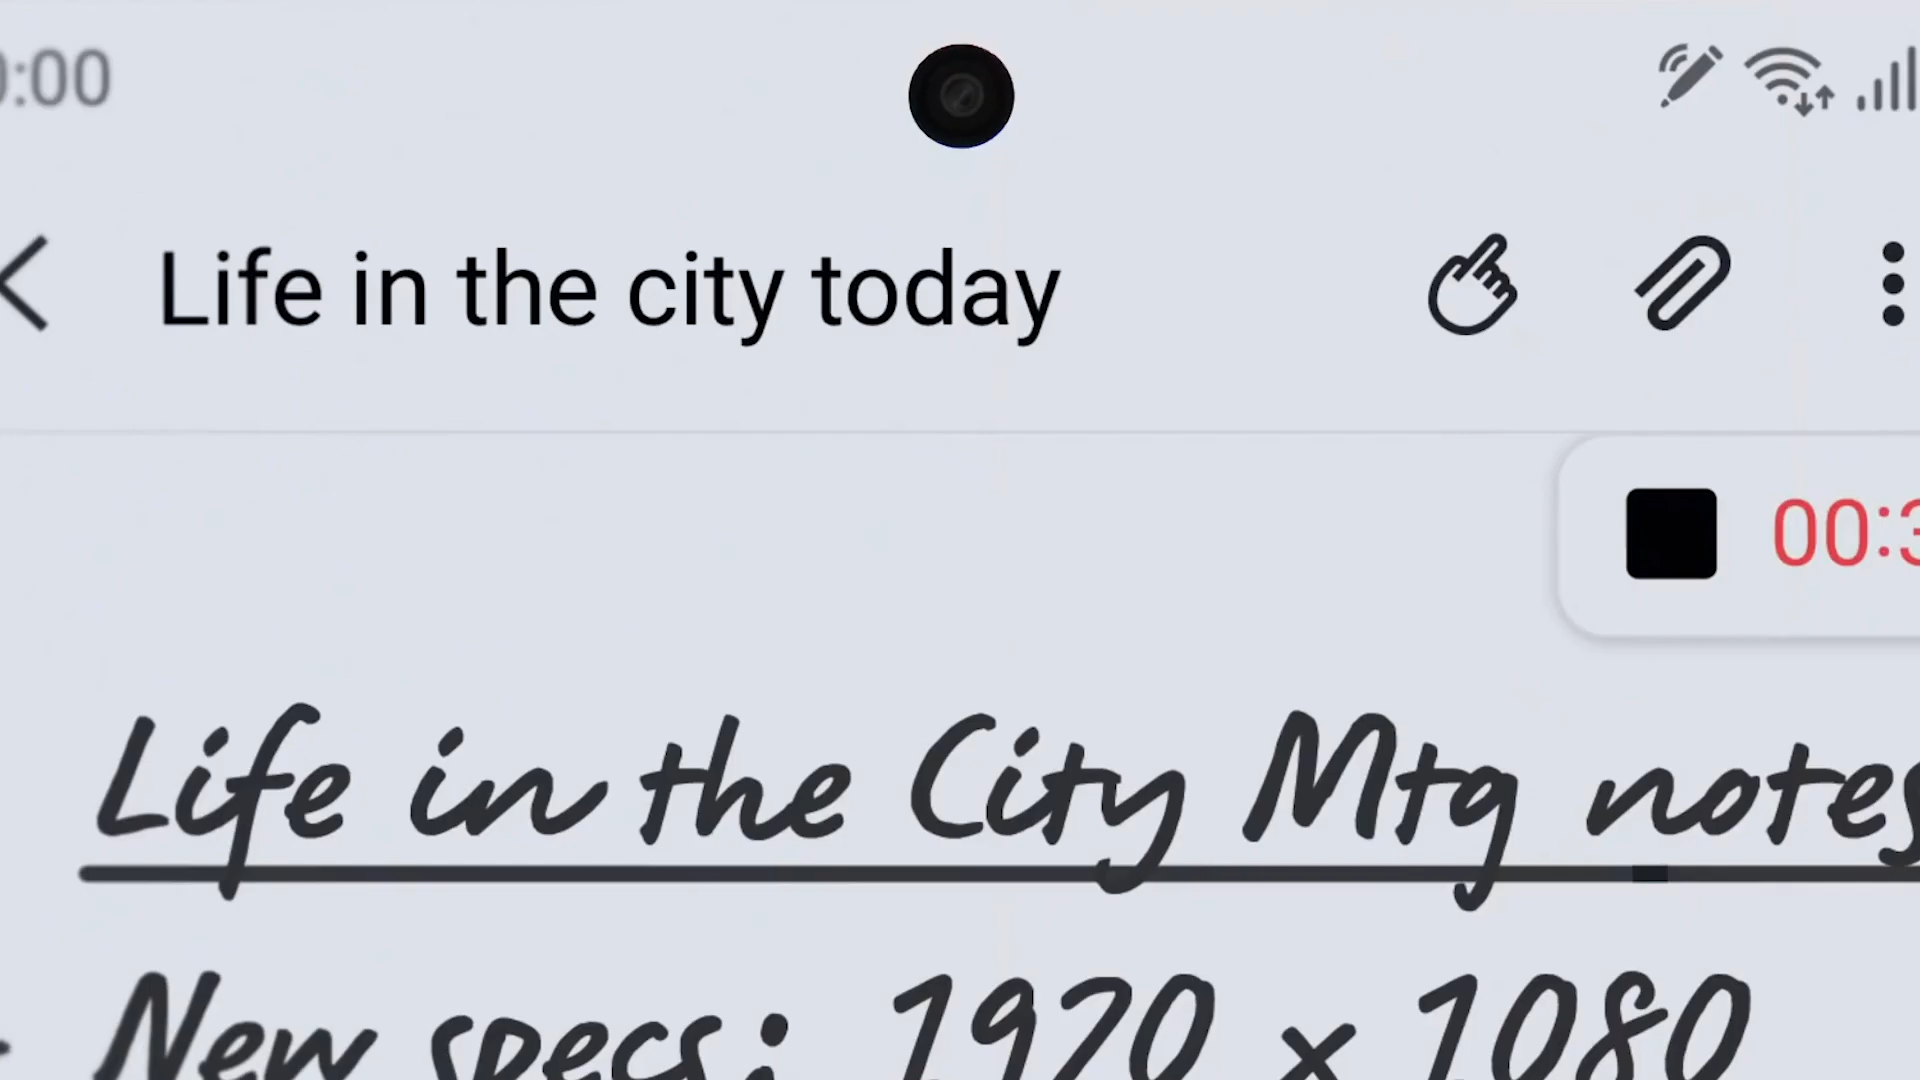 :00
Life in the city today
00:3
Life in the City Mtg notes
New specs: 1920 x 1080